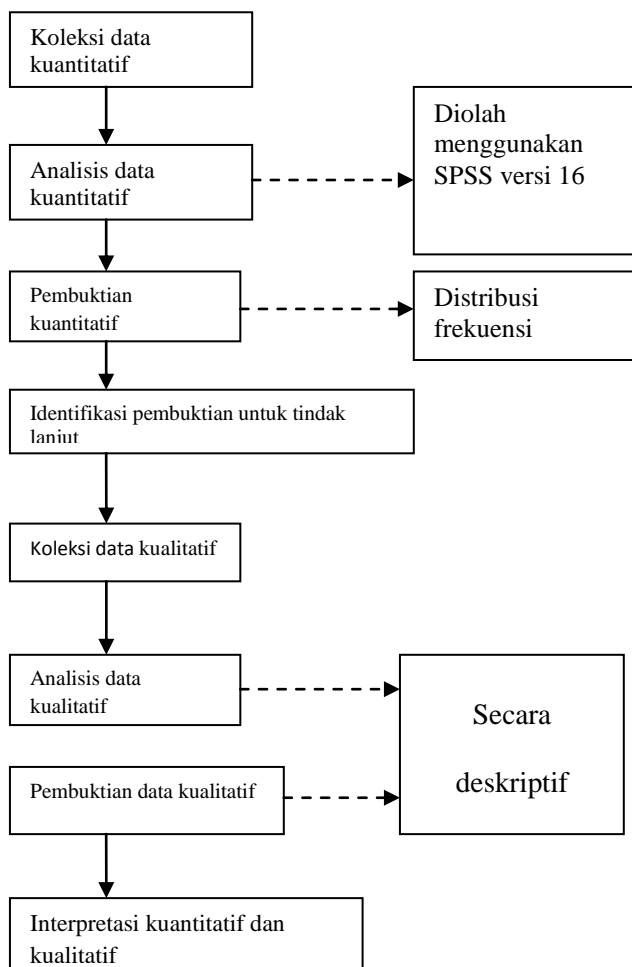 Koleksi data
kuantitatif
Diolah
menggunakan
SPSS versi 16
Analisis data
kuantitatif
Pembuktian
kuantitatif
Distribusi
frekuensi
Identifikasi pembuktian untuk tindak
lanjut
Koleksi data kualitatif
Analisis data
kualitatif
Secara
deskriptif
Pembuktian data kualitatif
Interpretasi kuantitatif dan
kualitatif